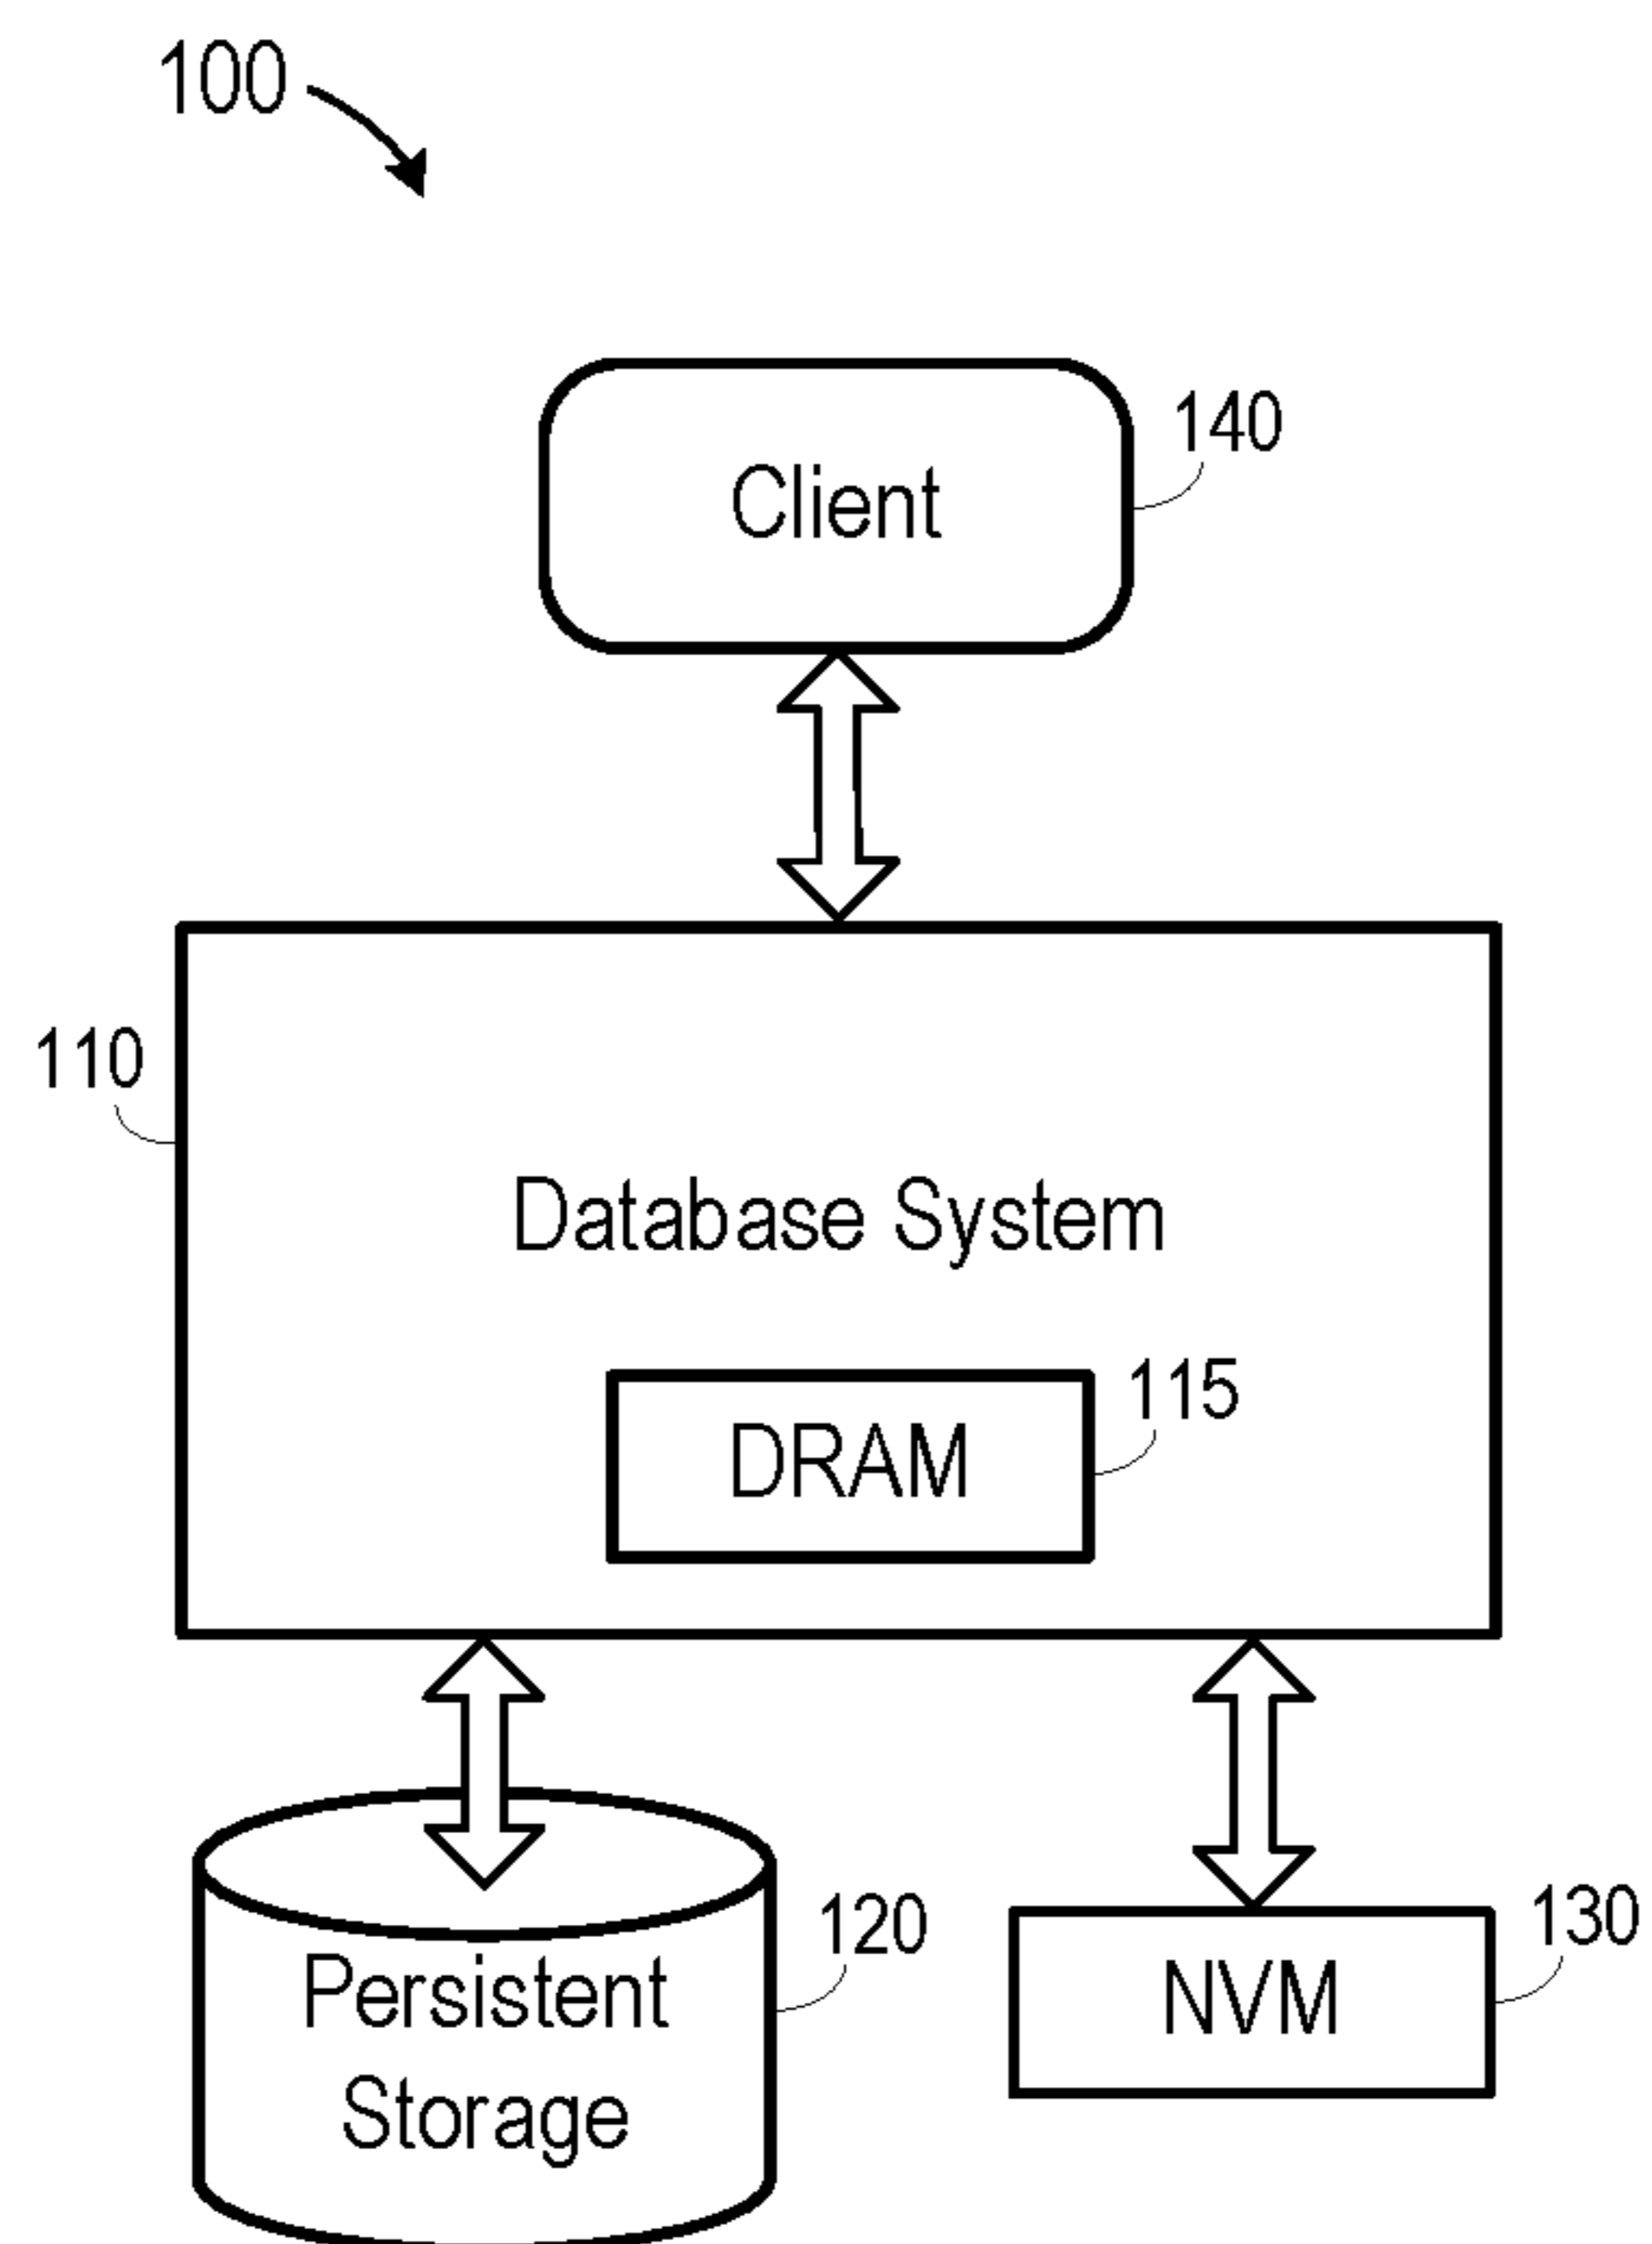 100
Client
140
110
Database System
DRAM
115
Persistent
Storage
120
NVM
130